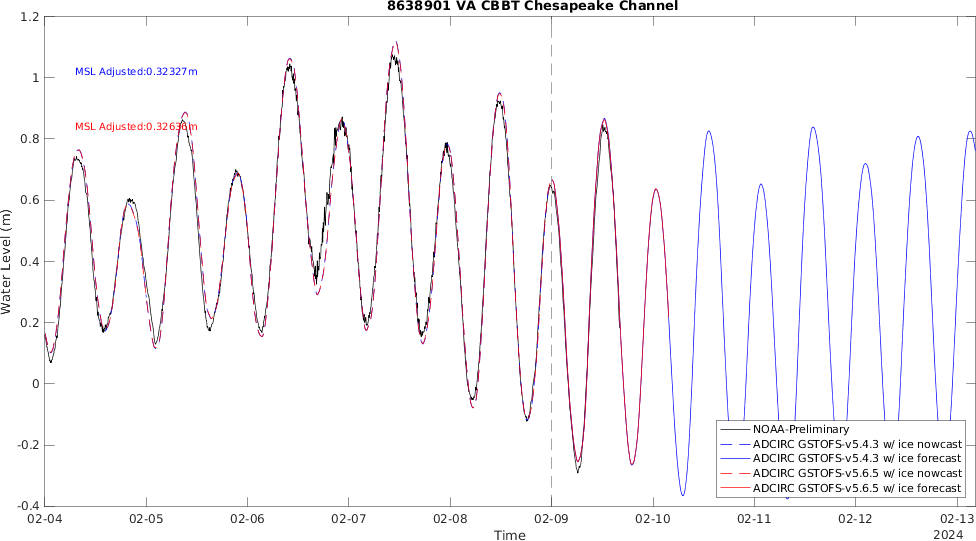 8638901 VA CBBT Chesapeake Channel
1.2
1
0.8
0.6
0.4
0.2
0
-0.2
-0.4
Water Level (m)
MSL Adjusted:0.32327m
MSL Adjusted:0.32636m
NOAA-Preliminary
ADCIRC GSTOFS-v5.4.3 w/ ice nowcast
ADCIRC GSTOFS-v5.4.3 w/ ice forecast
ADCIRC GSTOFS-v5.6.5 w/ ice nowcast
ADCIRC GSTOFS-v5.6.5 w/ ice forecast
02-04 02-05 02-06 02-07 02-08 02-09 02-10 02-11 02-12 02-13
Time
2024